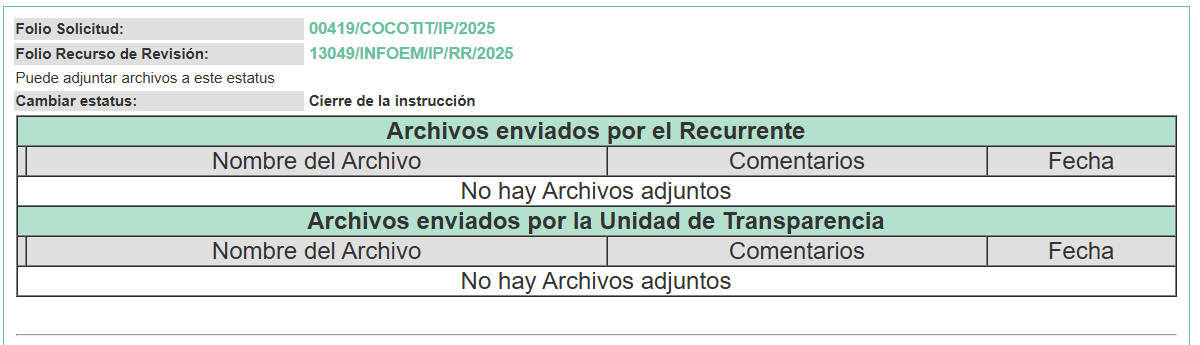 Folio Solicitud: 00419/COCOTIT/IP/2025
Folio Recurso de Revisión: 13049/INFOEM/IP/RR/2025
Puede adjuntar archivos a este estatus
Cambiar estatus: Cierre de la instrucción
Archivos enviados por el Recurrente
Nombre del Archivo Comentarios Fecha
No hay Archivos adjuntos
Archivos enviados por la Unidad de Transparencia
Nombre del Archivo Comentarios Fecha
No hay Archivos adjuntos